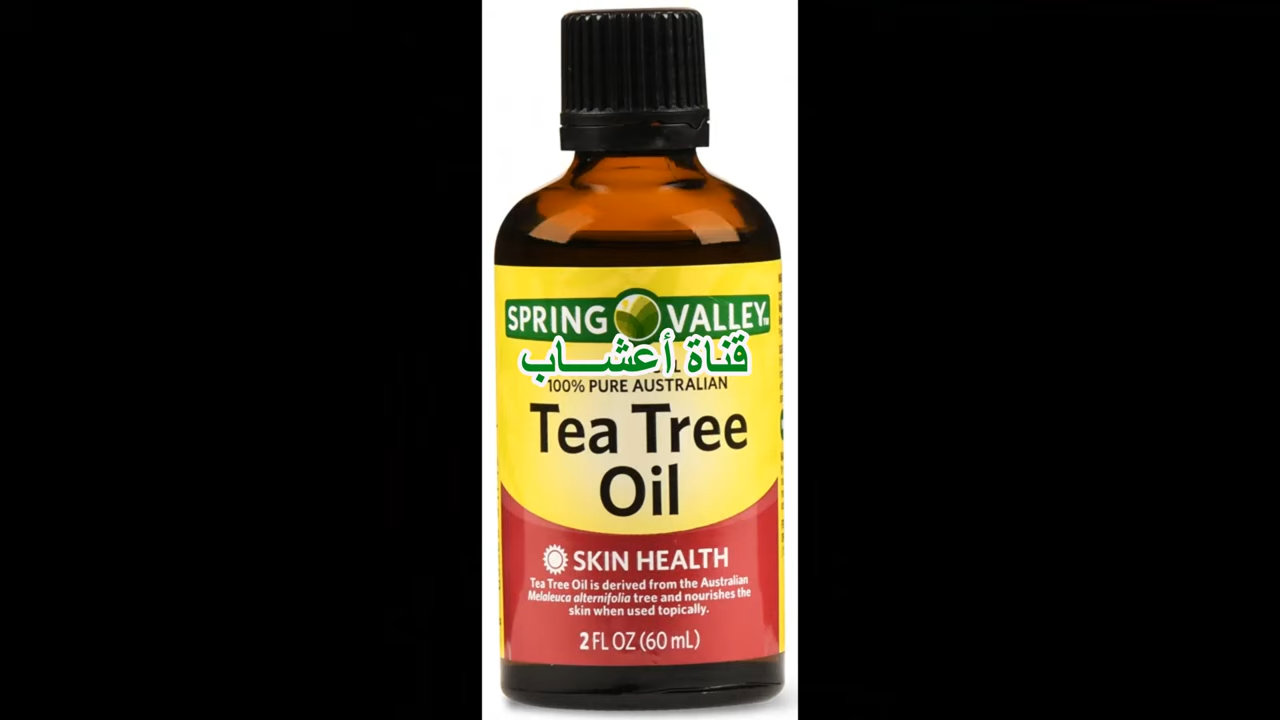 SPRING VALLEY
قناة أعشاب
100% PURE AUSTRALIAN
Tea Tree
Oil
SKIN HEALTH
Tea Tree Oil is derived from the Australian
Melaleuca alternifolia tree and nourishes the
skin when used topically.
2 FL OZ (60 mL)